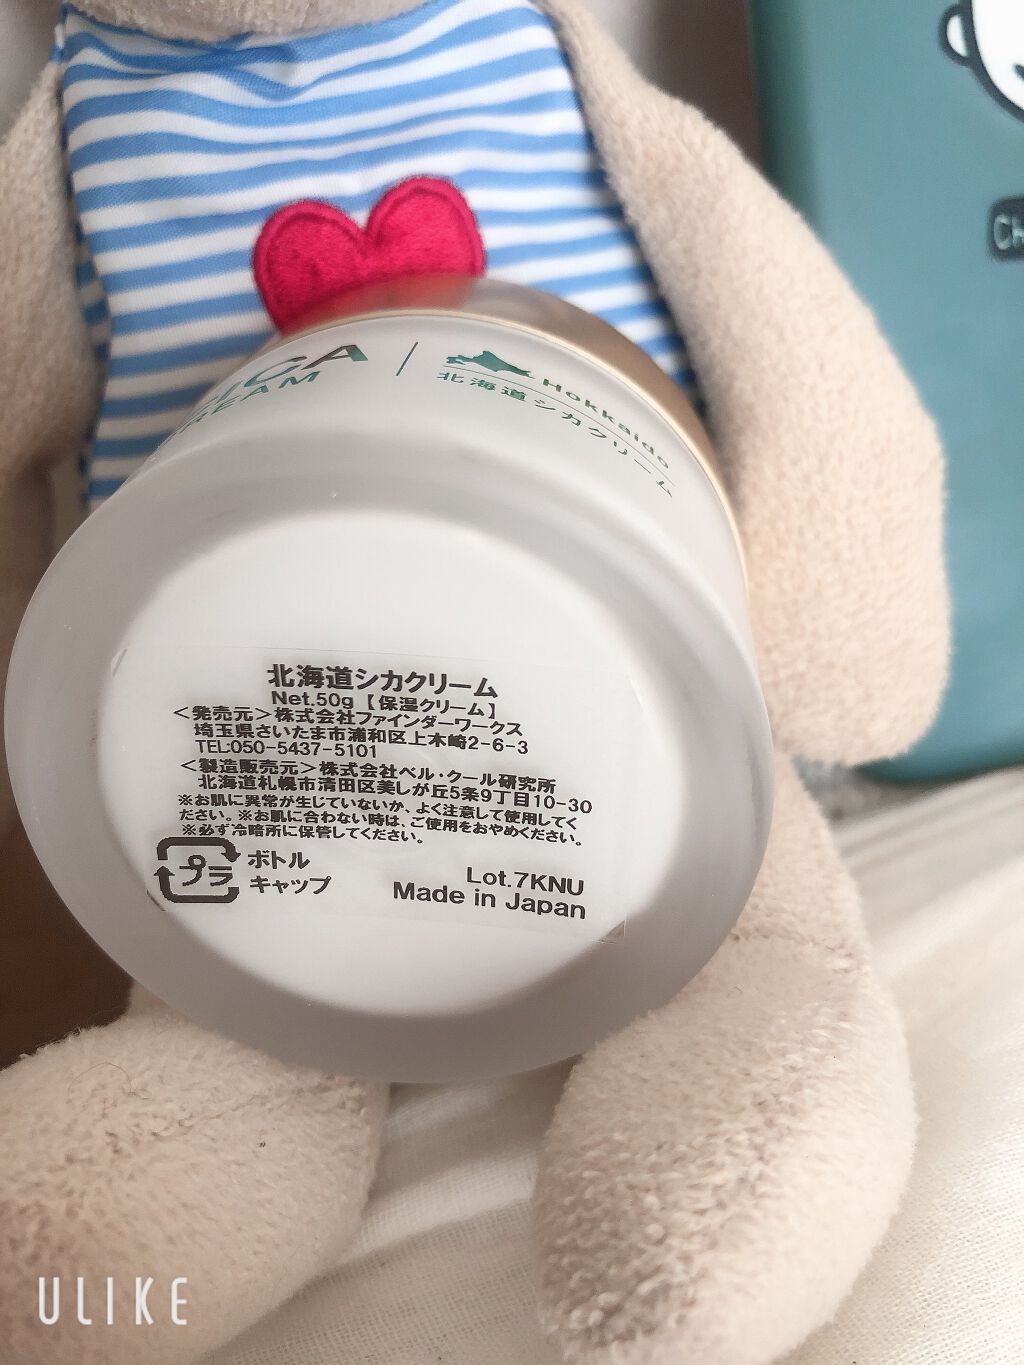 CICA
CREAM
Hokkaido
北海道シカクリーム
北海道シカクリーム
Net.50g【保湿クリーム】
＜発売元＞株式会社ファインダーワークス
埼玉県さいたま市浦和区上木崎2-6-3
TEL:050-5437-5101
＜製造販売元＞株式会社ベル・クール研究所
北海道札幌市清田区美しが丘5条9丁目10-30
※お肌に異常が生じていないか、よく注意して使用してく
ださい。※お肌に合わない時は、ご使用をおやめください。
※必ず冷暗所に保管してください。
プラ
ボトル
キャップ
Lot.7KNU
Made in Japan
ULIKE